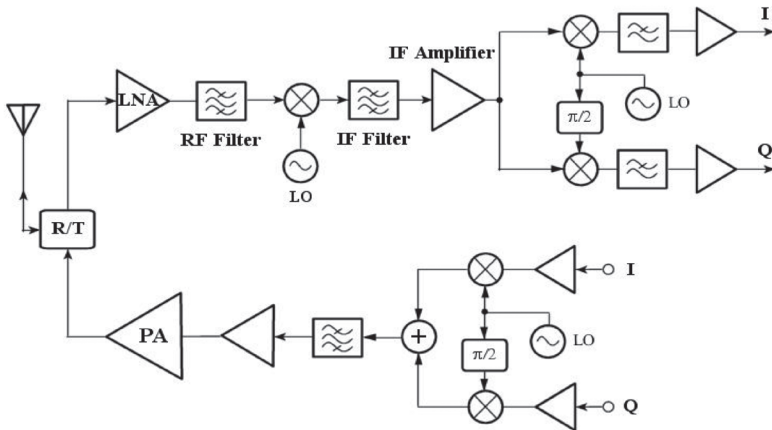 I
IF Amplifier
LNA
LO
π/2
RF Filter
IF Filter
LO
Q
R/T
I
PA
+
LO
π/2
Q